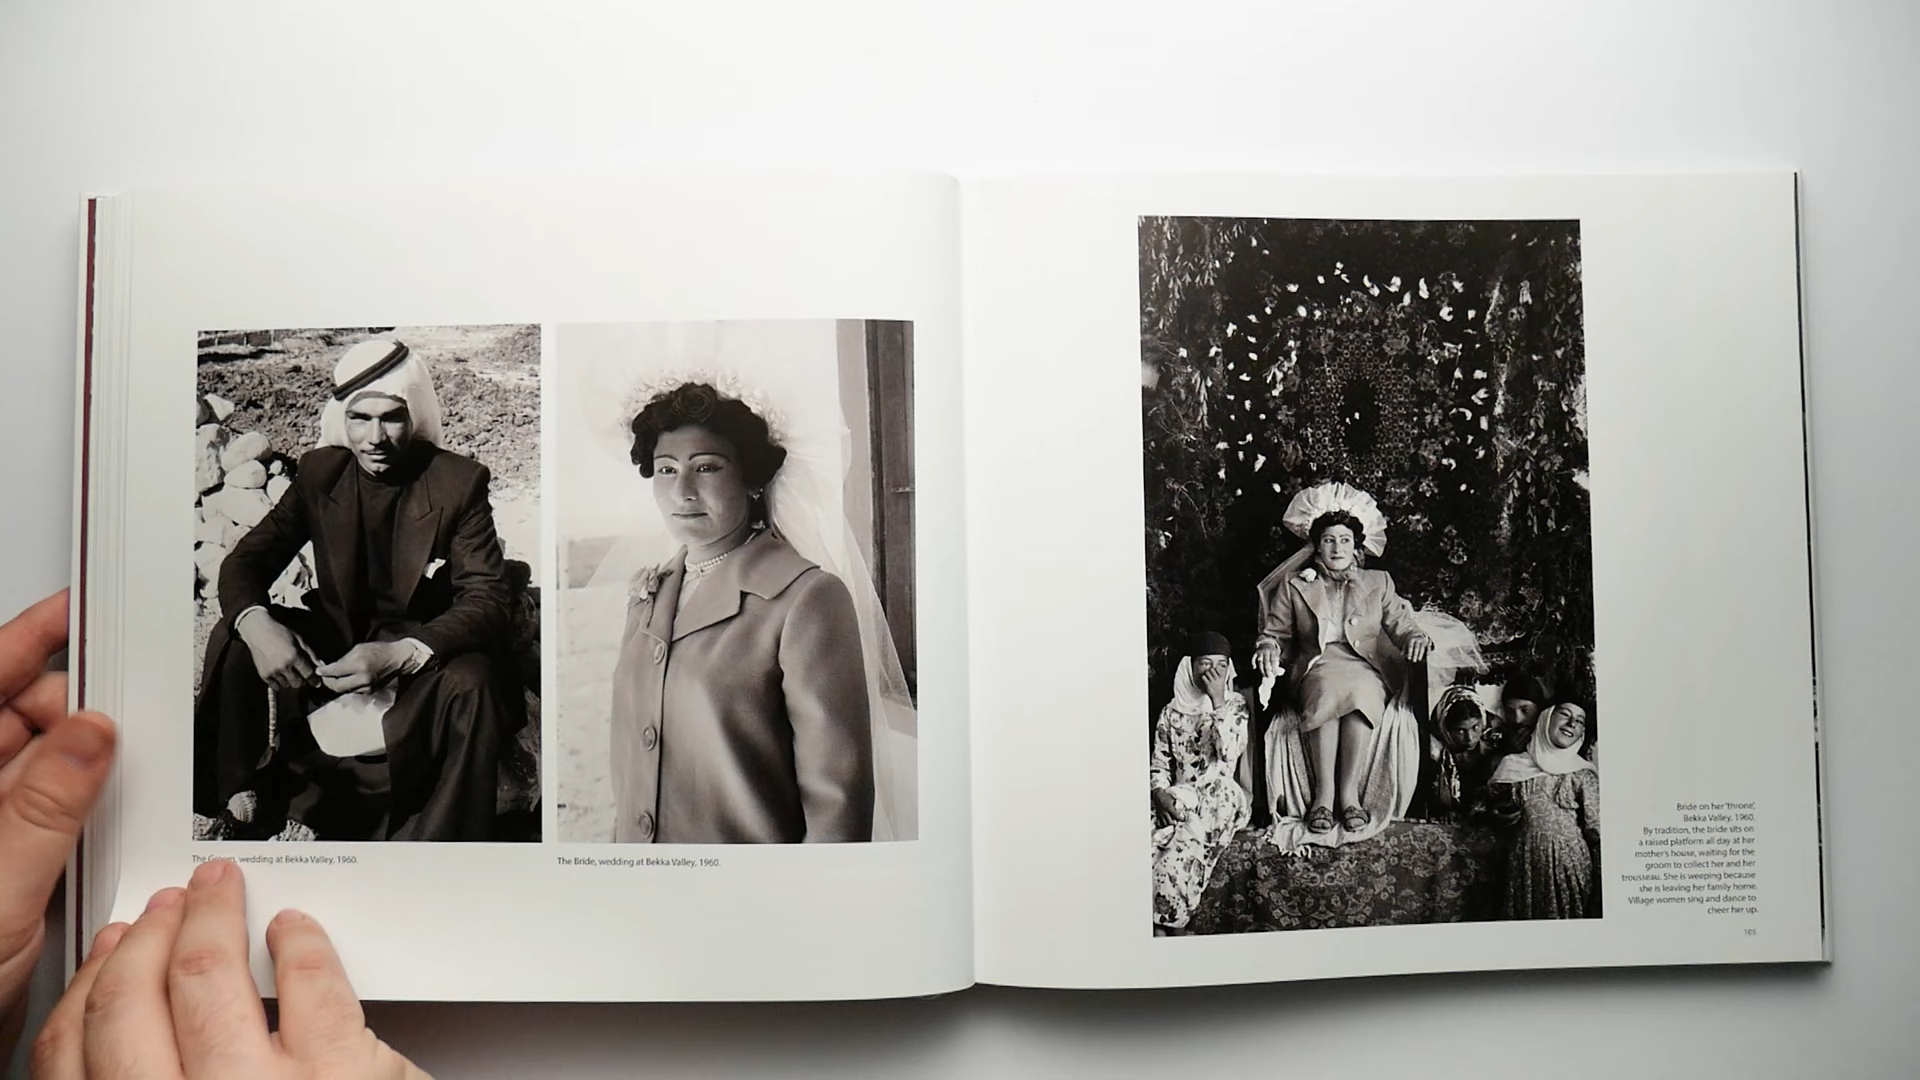 The Groom, wedding at Bekka Valley, 1960.
The Bride, wedding at Bekka Valley, 1960.
Bride on her 'throne',
Bekka Valley, 1960.
By tradition, the bride sits on
a raised platform all day at her
mother's house, waiting for the
groom to collect her and her
trousseau. She is weeping because
she is leaving her family home.
Village women sing and dance to
cheer her up.
105